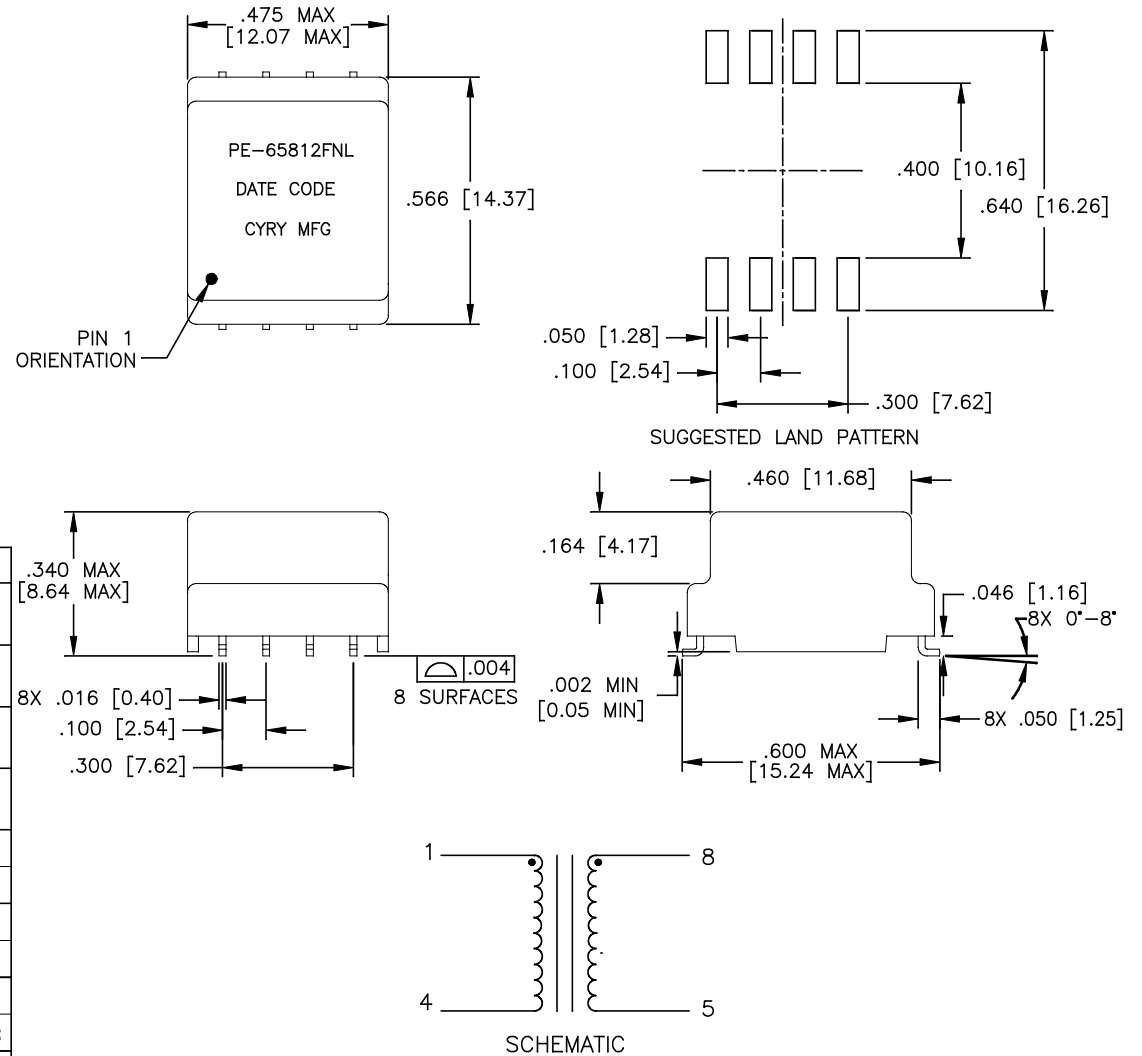 .475 MAX
[12.07 MAX]
PE-65812FNL
DATE CODE
CYRY MFG
.566 [14.37]
PIN 1
ORIENTATION
.400 [10.16]
.640 [16.26]
.050 [1.28]
.100 [2.54]
.300 [7.62]
SUGGESTED LAND PATTERN
.340 MAX
[8.64 MAX]
8X .016 [0.40]
.100 [2.54]
.300 [7.62]
.004
8 SURFACES
.460 [11.68]
.164 [4.17]
.046 [1.16]
8X 0°-8°
.002 MIN
[0.05 MIN]
8X .050 [1.25]
.600 MAX
[15.24 MAX]
1
8
4
5
SCHEMATIC